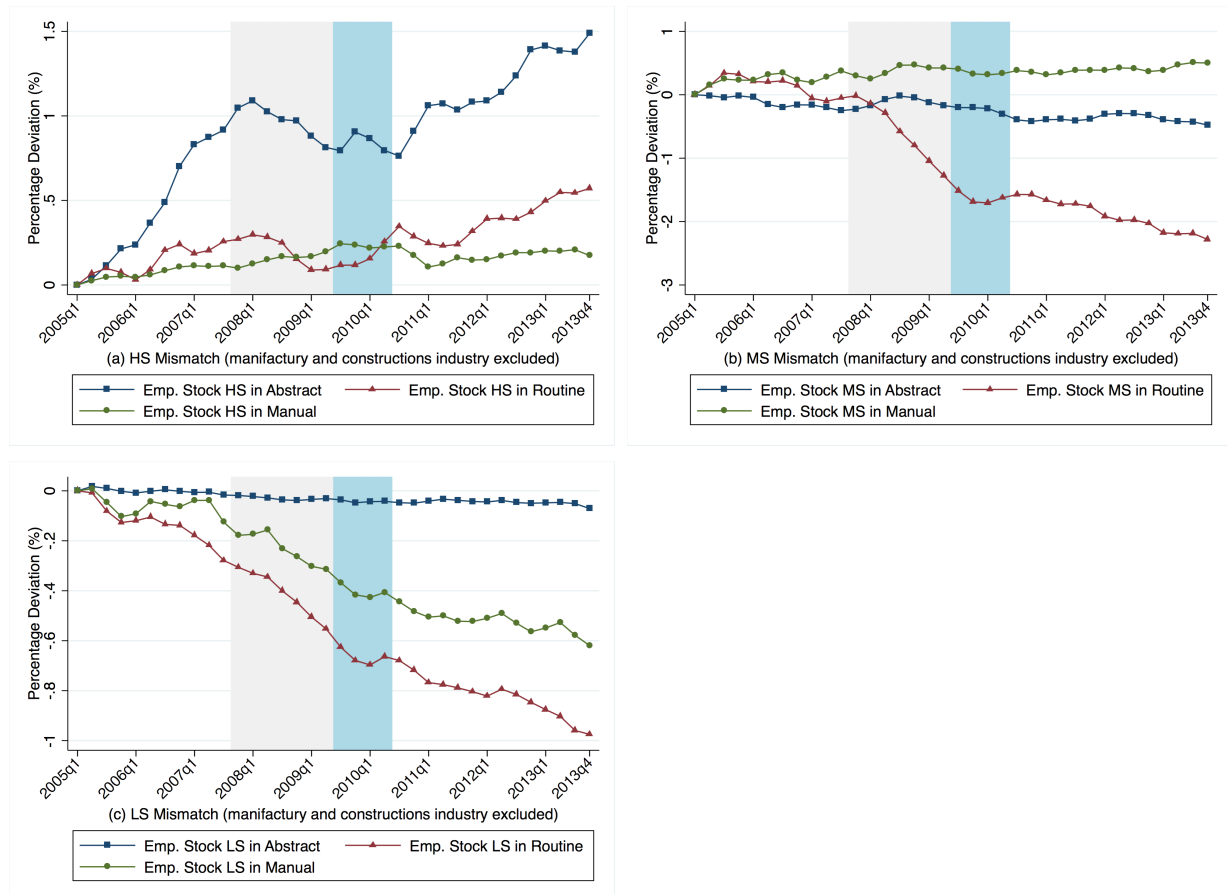 Percentage Deviation (%)
1.5
1
.5
0
2005q1
2006q1
2007q1
2008q1
2009q1
2010q1
2011q1
2012q1
2013q1
2013q4
(a) HS Mismatch (manifactury and constructions industry excluded)
Emp. Stock HS in Abstract
Emp. Stock HS in Routine
Emp. Stock HS in Manual
Percentage Deviation (%)
1
0
-1
-2
-3
2005q1
2006q1
2007q1
2008q1
2009q1
2010q1
2011q1
2012q1
2013q1
2013q4
(b) MS Mismatch (manifactury and constructions industry excluded)
Emp. Stock MS in Abstract
Emp. Stock MS in Routine
Emp. Stock MS in Manual
Percentage Deviation (%)
0
-.2
-.4
-.6
-.8
-1
2005q1
2006q1
2007q1
2008q1
2009q1
2010q1
2011q1
2012q1
2013q1
2013q4
(c) LS Mismatch (manifactury and constructions industry excluded)
Emp. Stock LS in Abstract
Emp. Stock LS in Routine
Emp. Stock LS in Manual